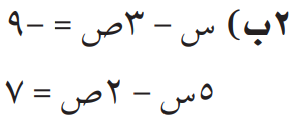 ٢ب) س − ٣ص = −٩
٥س − ٢ص = ٧